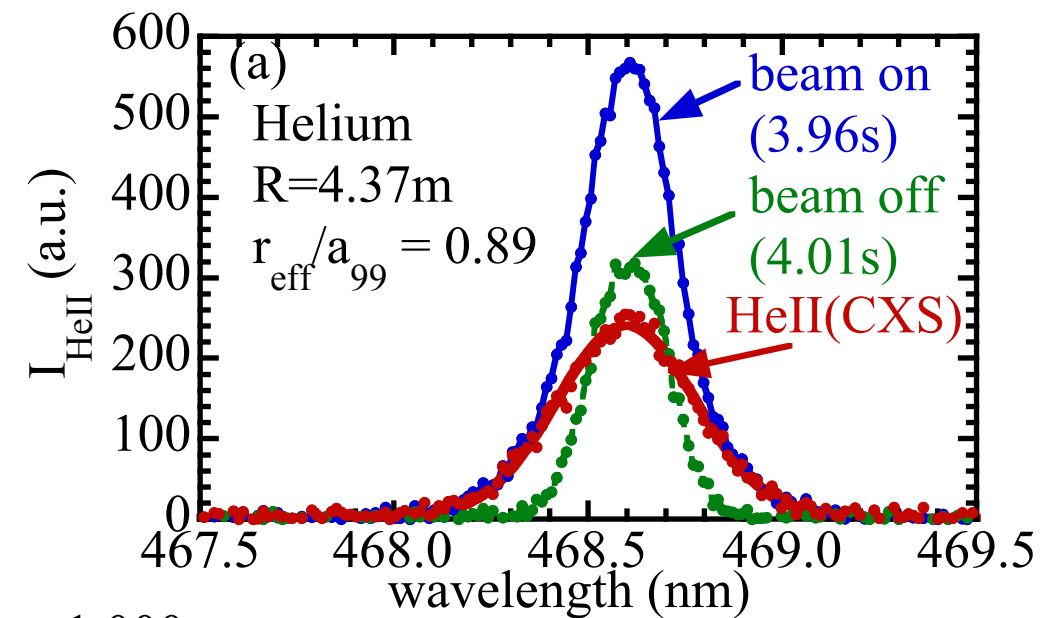 600
500
400
300
200
100
0
I_HeII (a.u.)
(a)
Helium
R=4.37m
r_eff/a_99 = 0.89
beam on
(3.96s)
beam off
(4.01s)
HeII(CXS)
467.5 468.0 468.5 469.0 469.5
wavelength (nm)